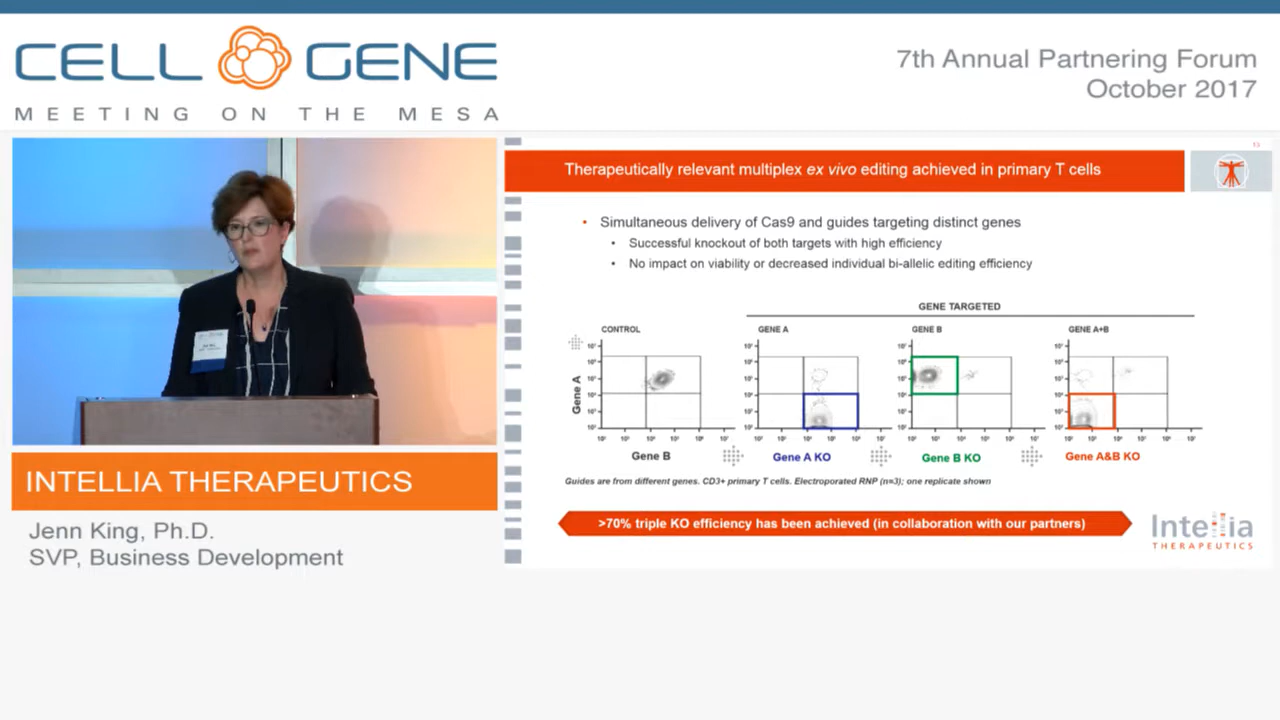 CELL GENE
MEETING ON THE MESA
7th Annual Partnering Forum
October 2017
INTELLIA THERAPEUTICS
Jenn King, Ph.D.
SVP, Business Development
13
Therapeutically relevant multiplex ex vivo editing achieved in primary T cells
• Simultaneous delivery of Cas9 and guides targeting distinct genes
• Successful knockout of both targets with high efficiency
• No impact on viability or decreased individual bi-allelic editing efficiency
GENE TARGETED
CONTROL
GENE A
GENE B
GENE A+B
Gene A
Gene B
Gene A KO
Gene B KO
Gene A&B KO
Guides are from different genes. CD3+ primary T cells. Electroporated RNP (n=3); one replicate shown
>70% triple KO efficiency has been achieved (in collaboration with our partners)
Intellia
THERAPEUTICS